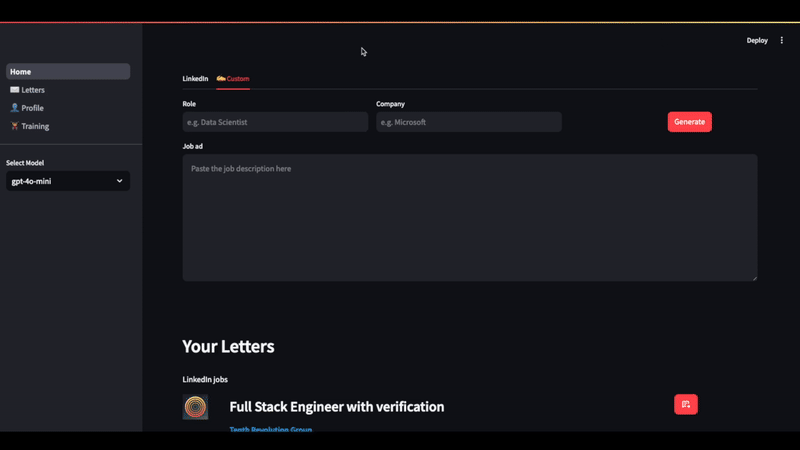 Deploy
Home
Letters
Profile
Training
Select Model
gpt-4o-mini
LinkedIn Custom
Role Company
e.g. Data Scientist e.g. Microsoft Generate
Job ad
Paste the job description here
Your Letters
LinkedIn jobs
Full Stack Engineer with verification
Tenth Revolution Group